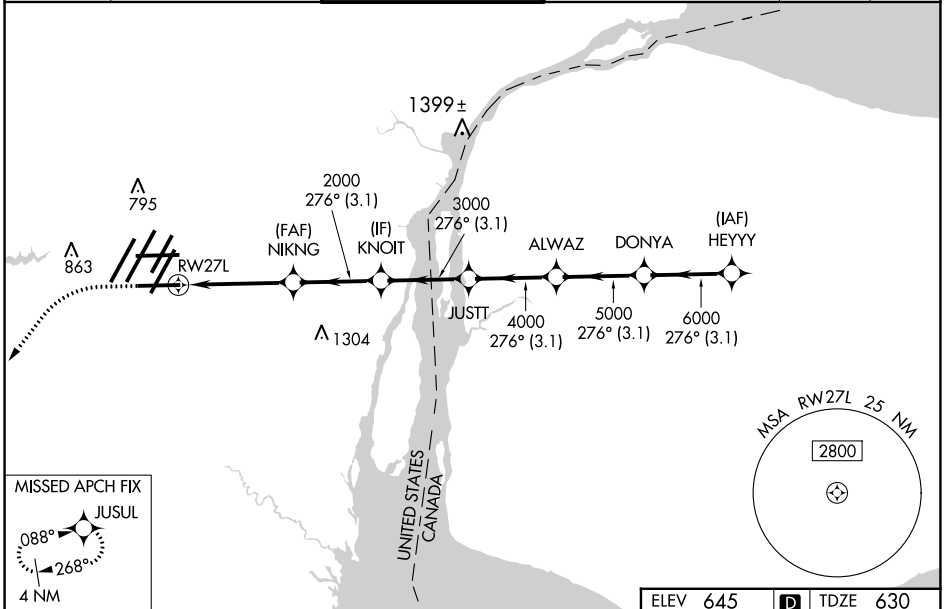 1399 ±
795
863
RW27L
(FAF)
NIKNG
2000
276° (3.1)
(IF)
KNOIT
3000
276° (3.1)
JUSTT
ALWAZ
4000
276° (3.1)
DONYA
5000
276° (3.1)
(IAF)
HEYYY
6000
276° (3.1)
1304
UNITED STATES
CANADA
MSA RW27L 25 NM
2800
MISSED APCH FIX
JUSUL
088°
268°
4 NM
ELEV 645 D TDZE 630